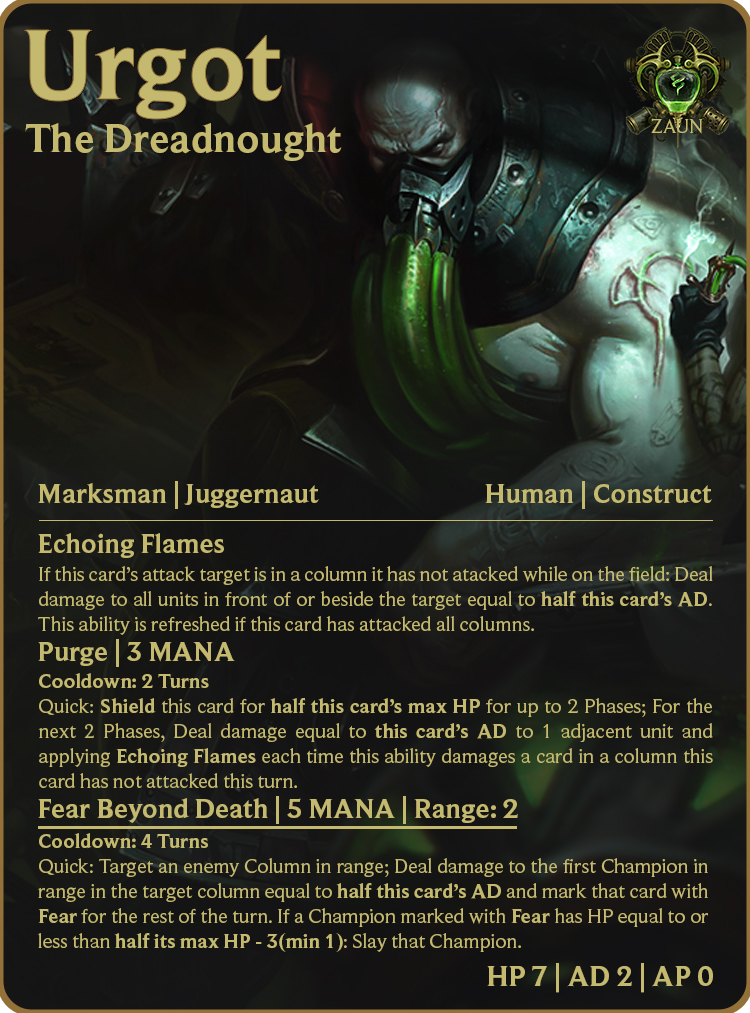 Urgot
ZAUN
The Dreadnought
Marksman | Juggernaut
Human | Construct
Echoing Flames
If this card's attack target is in a column it has not atacked while on the field: Deal
damage to all units in front of or beside the target equal to half this card's AD.
This ability is refreshed if this card has attacked all columns.
Purge | 3 MANA
Cooldown: 2 Turns
Quick: Shield this card for half this card's max HP for up to 2 Phases; For the
next 2 Phases, Deal damage equal to this card's AD to 1 adjacent unit and
applying Echoing Flames each time this ability damages a card in a column this
card has not attacked this turn.
Fear Beyond Death | 5 MANA | Range: 2
Cooldown: 4 Turns
Quick: Target an enemy Column in range; Deal damage to the first Champion in
range in the target column equal to half this card's AD and mark that card with
Fear for the rest of the turn. If a Champion marked with Fear has HP equal to or
less than half its max HP - 3(min 1): Slay that Champion.
HP 7 | AD 2 | AP 0